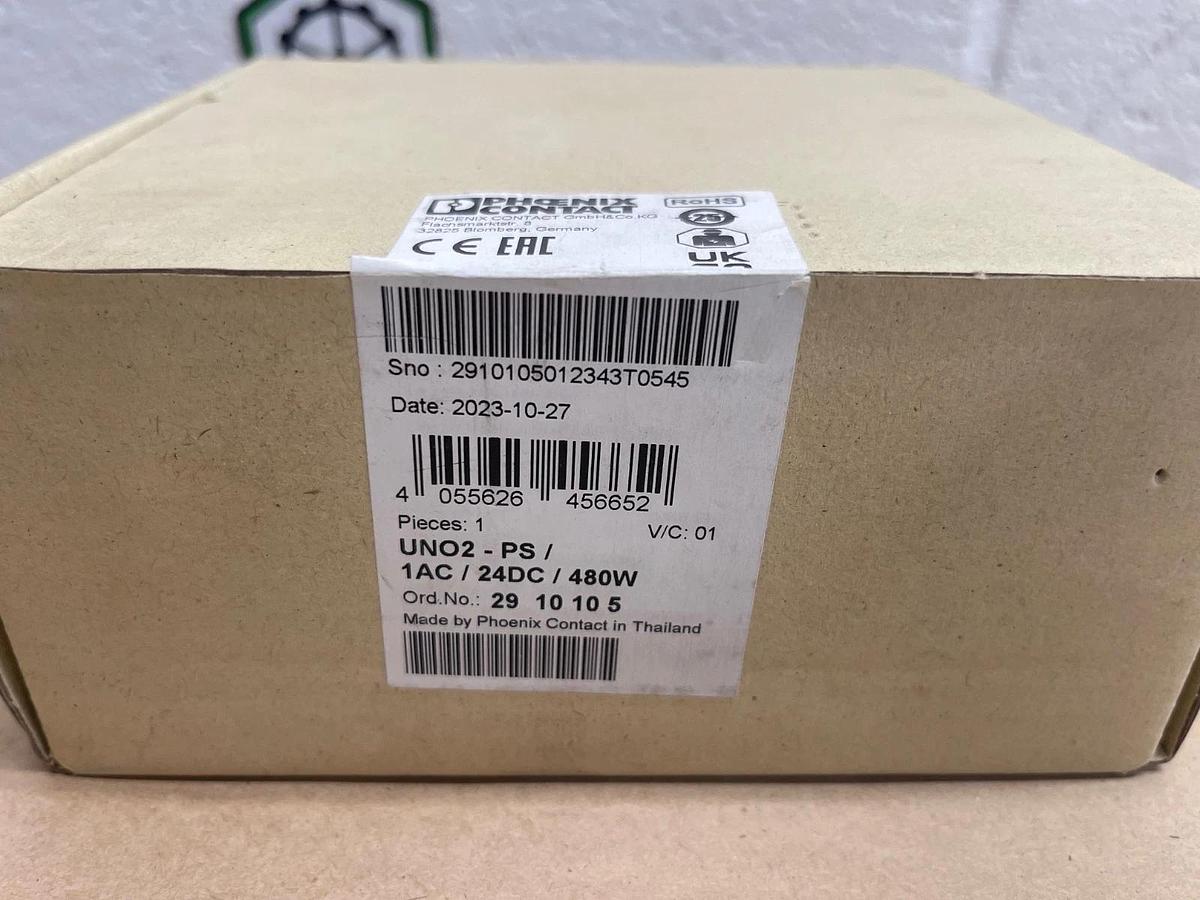 PHŒNIX
CONTACT
RoHS
PHOENIX CONTACT GmbH&Co.KG
Flachsmarktstr. 8
32825 Blomberg, Germany
25
CE EAC
UK
Sno : 2910105012343T0545
Date: 2023-10-27
4 055626 456652
Pieces: 1
V/C: 01
UNO2 - PS /
1AC / 24DC / 480W
Ord.No.: 29 10 10 5
Made by Phoenix Contact in Thailand